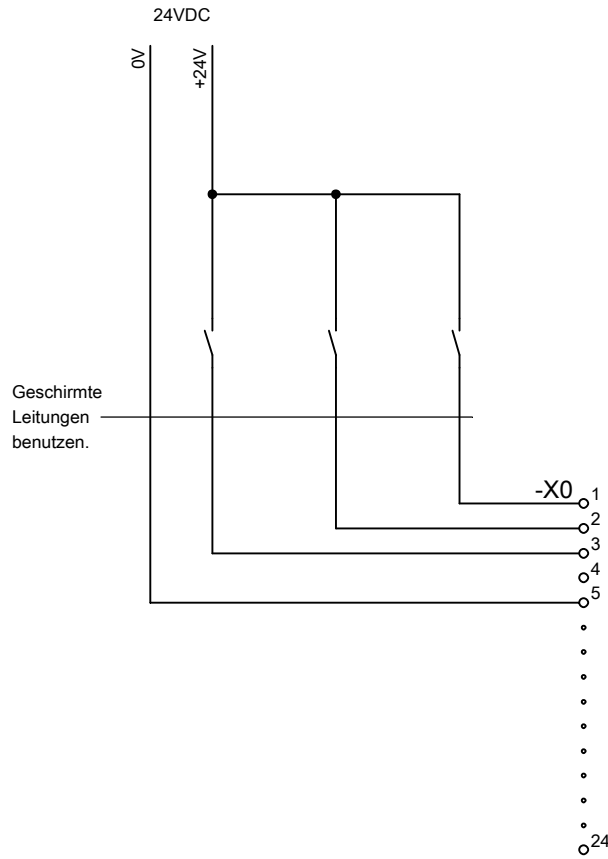 24VDC
0V
+24V
Geschirmte
Leitungen
benutzen.
-X0
1
2
3
4
5
24